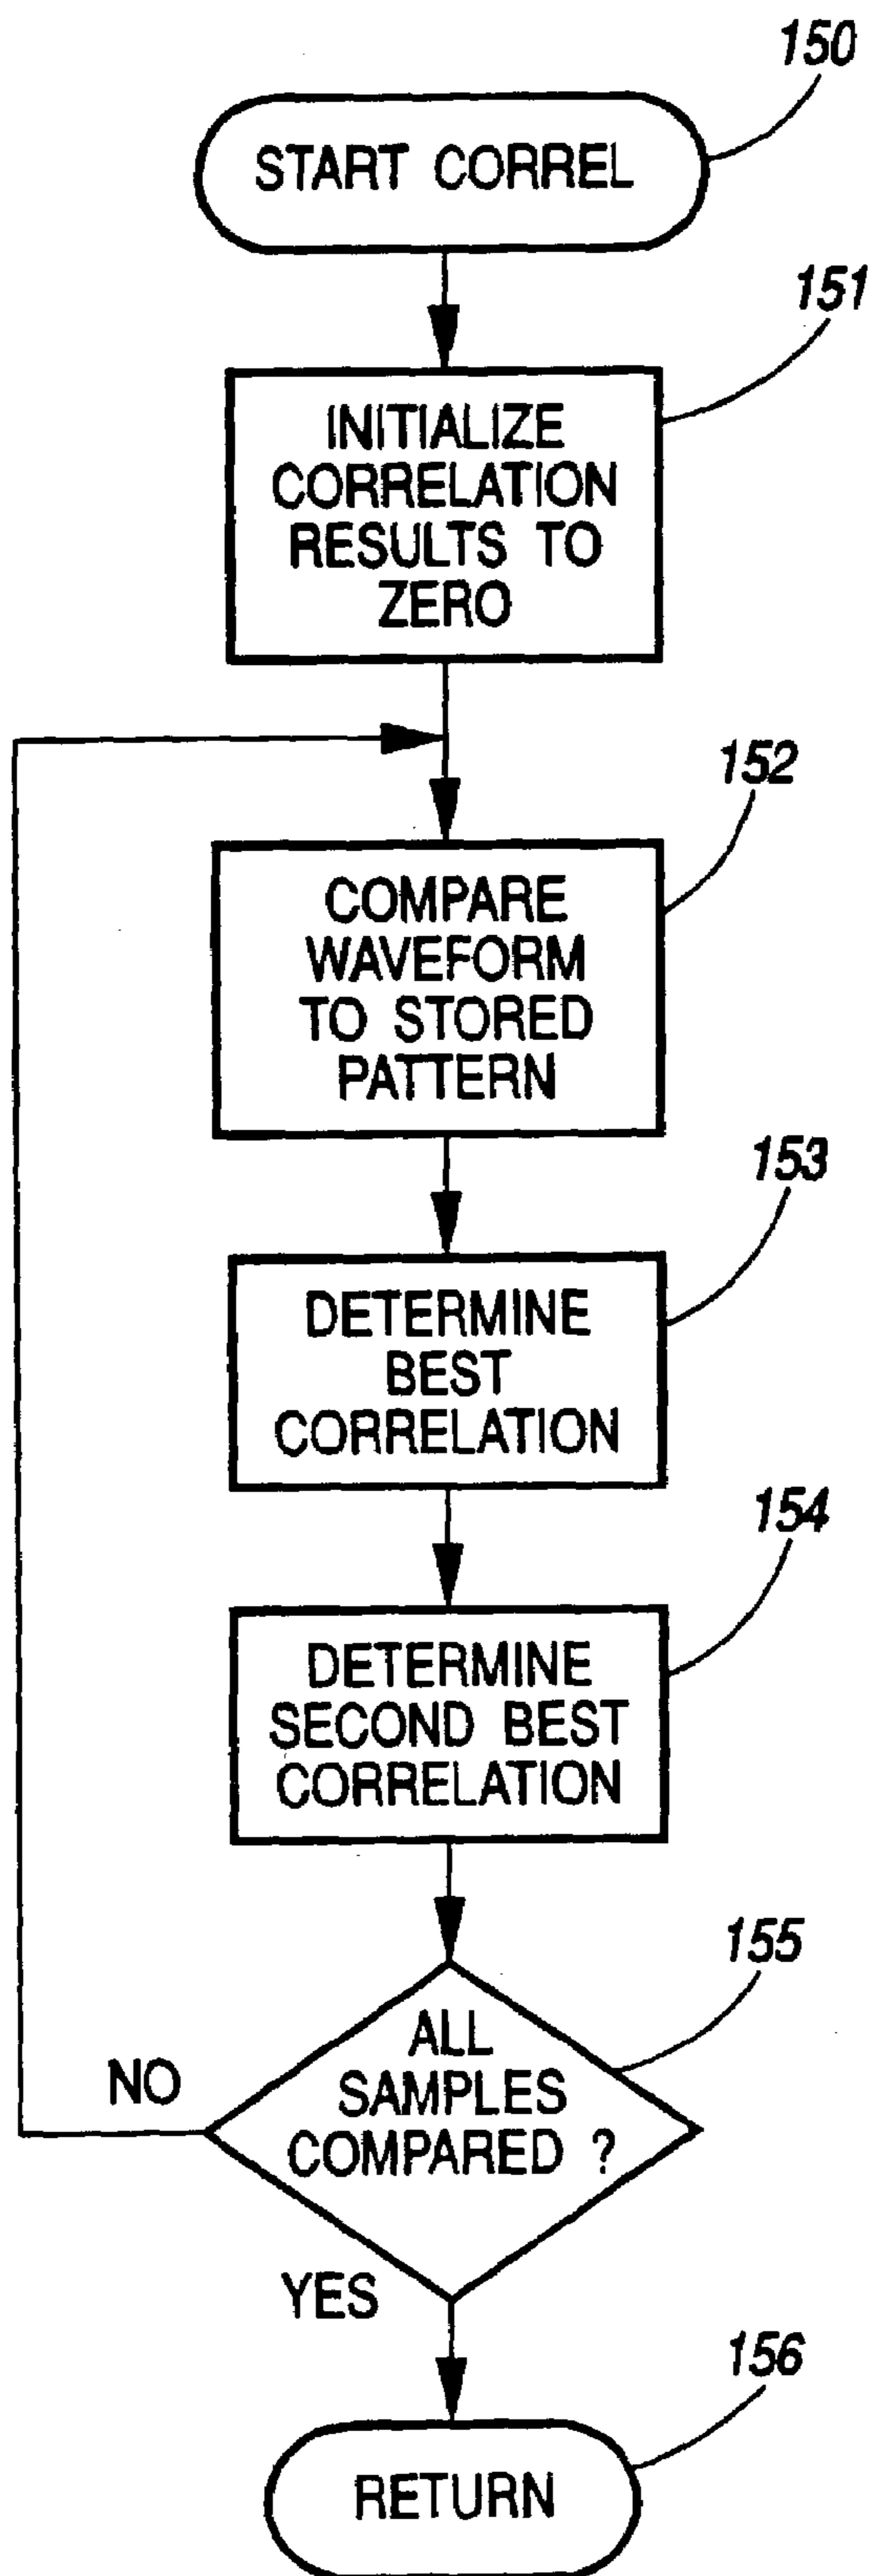 150
START CORREL
151
INITIALIZE
CORRELATION
RESULTS TO
ZERO
152
COMPARE
WAVEFORM
TO STORED
PATTERN
153
DETERMINE
BEST
CORRELATION
154
DETERMINE
SECOND BEST
CORRELATION
155
ALL
SAMPLES
COMPARED ?
NO
YES
156
RETURN